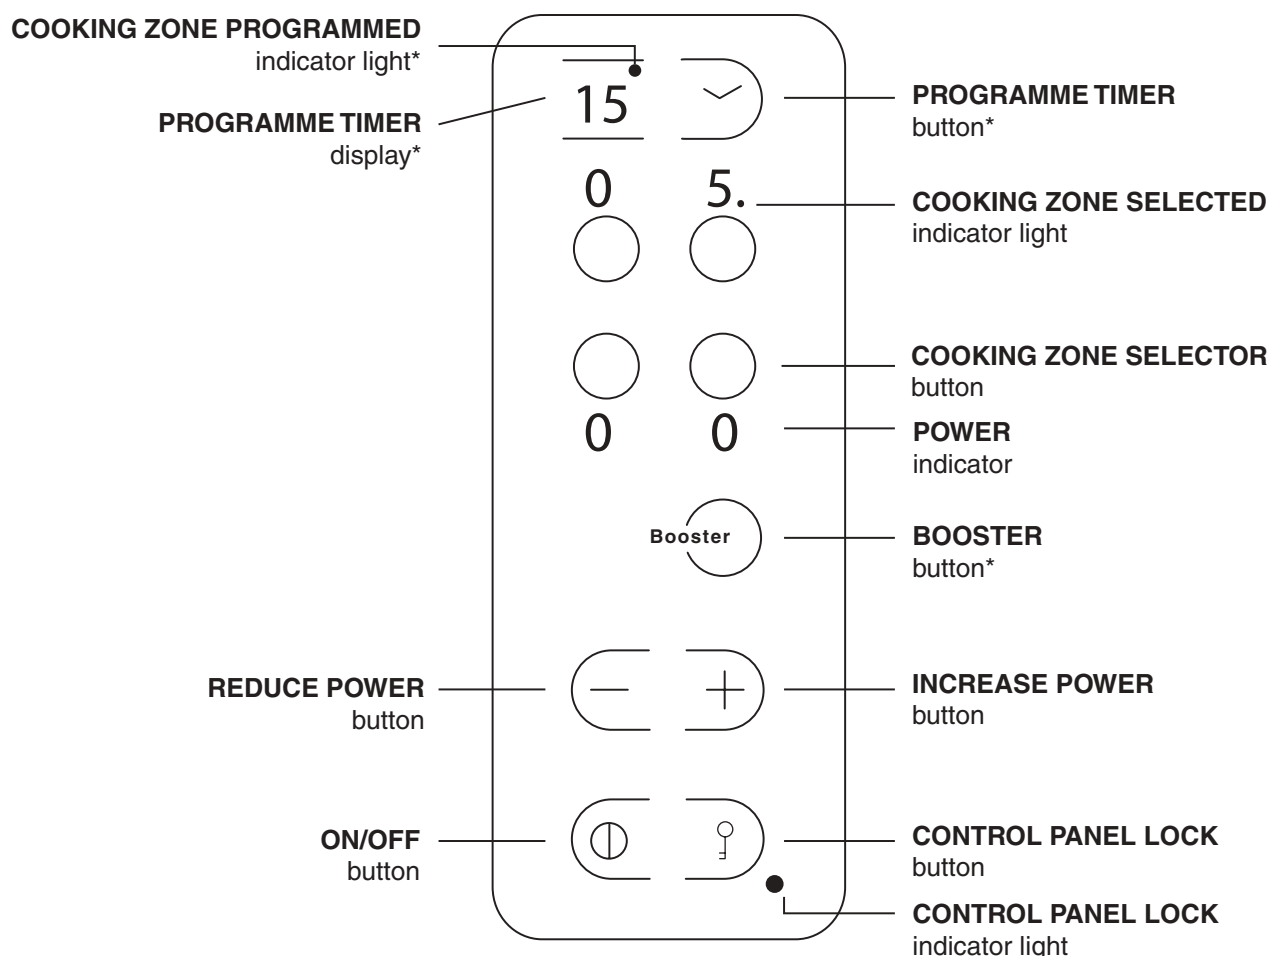 COOKING ZONE PROGRAMMED
indicator light*
PROGRAMME TIMER
display*
15
PROGRAMME TIMER
button*
0 5.
COOKING ZONE SELECTED
indicator light
COOKING ZONE SELECTOR
button
0 0
POWER
indicator
Booster
BOOSTER
button*
REDUCE POWER
button
INCREASE POWER
button
ON/OFF
button
CONTROL PANEL LOCK
button
CONTROL PANEL LOCK
indicator light